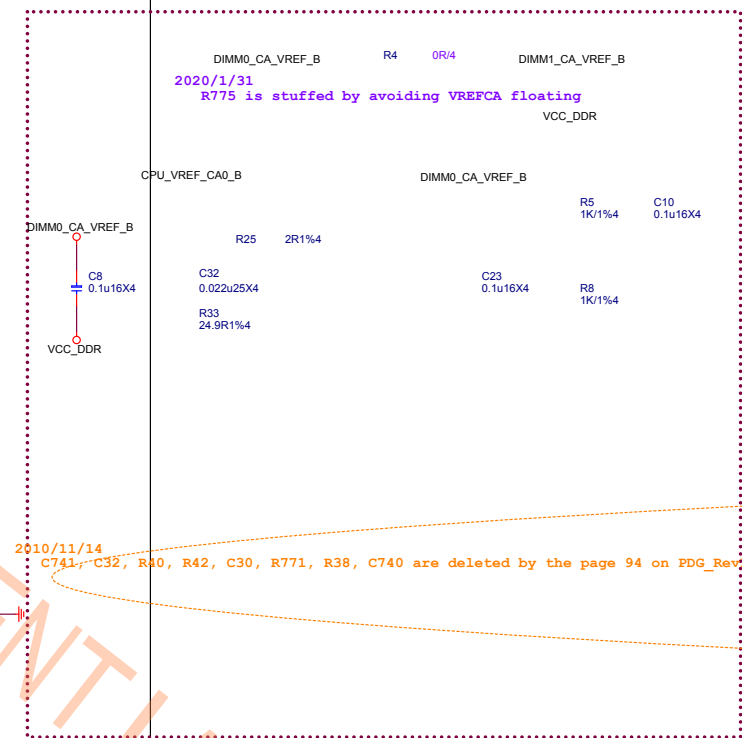 DIMM0_CA_VREF_B R4 0R/4 DIMM1_CA_VREF_B
2020/1/31
R775 is stuffed by avoiding VREFCA floating
VCC_DDR
CPU_VREF_CA0_B DIMM0_CA_VREF_B
R5 C10
1K/1%4 0.1u16X4
DIMM0_CA_VREF_B
R25 2R1%4
C8 C32 C23 R8
0.1u16X4 0.022u25X4 0.1u16X4 1K/1%4
R33
24.9R1%4
VCC_DDR
2010/11/14
C741, C32, R40, R42, C30, R771, R38, C740 are deleted by the page 94 on PDG_Rev
NTI